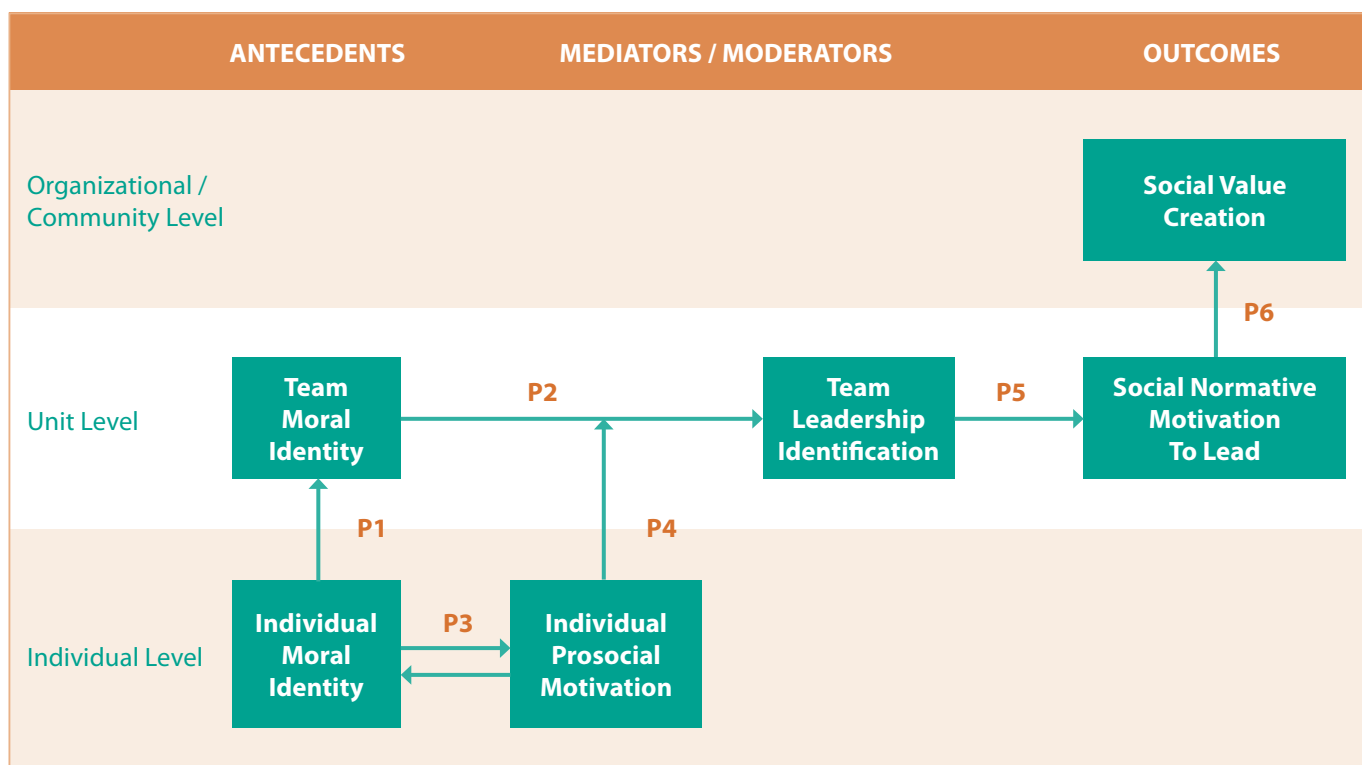 ANTECEDENTS
MEDIATORS / MODERATORS
OUTCOMES
Organizational /
Community Level
Social Value
Creation
P6
Unit Level
Team
Moral
Identity
P2
Team
Leadership
Identification
P5
Social Normative
Motivation
To Lead
P1
P4
Individual Level
Individual
Moral
Identity
P3
Individual
Prosocial
Motivation